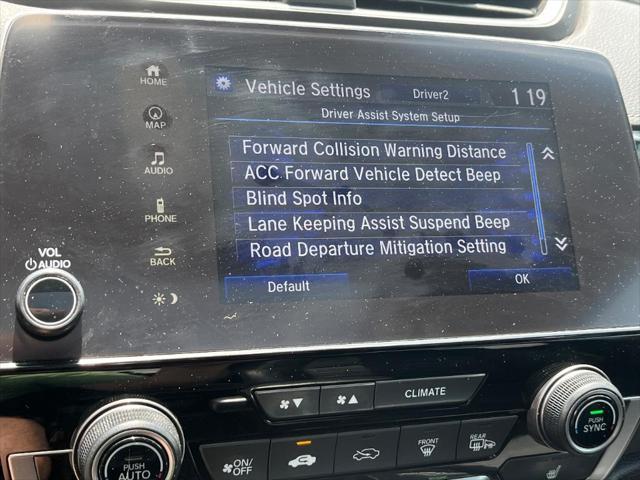 HOME
MAP
AUDIO
PHONE
BACK
VOL
AUDIO
Vehicle Settings
Driver2
1 19
Driver Assist System Setup
Forward Collision Warning Distance
ACC Forward Vehicle Detect Beep
Blind Spot Info
Lane Keeping Assist Suspend Beep
Road Departure Mitigation Setting
Default
OK
CLIMATE
PUSH
AUTO
ON/
OFF
FRONT
REAR
PUSH
SYNC